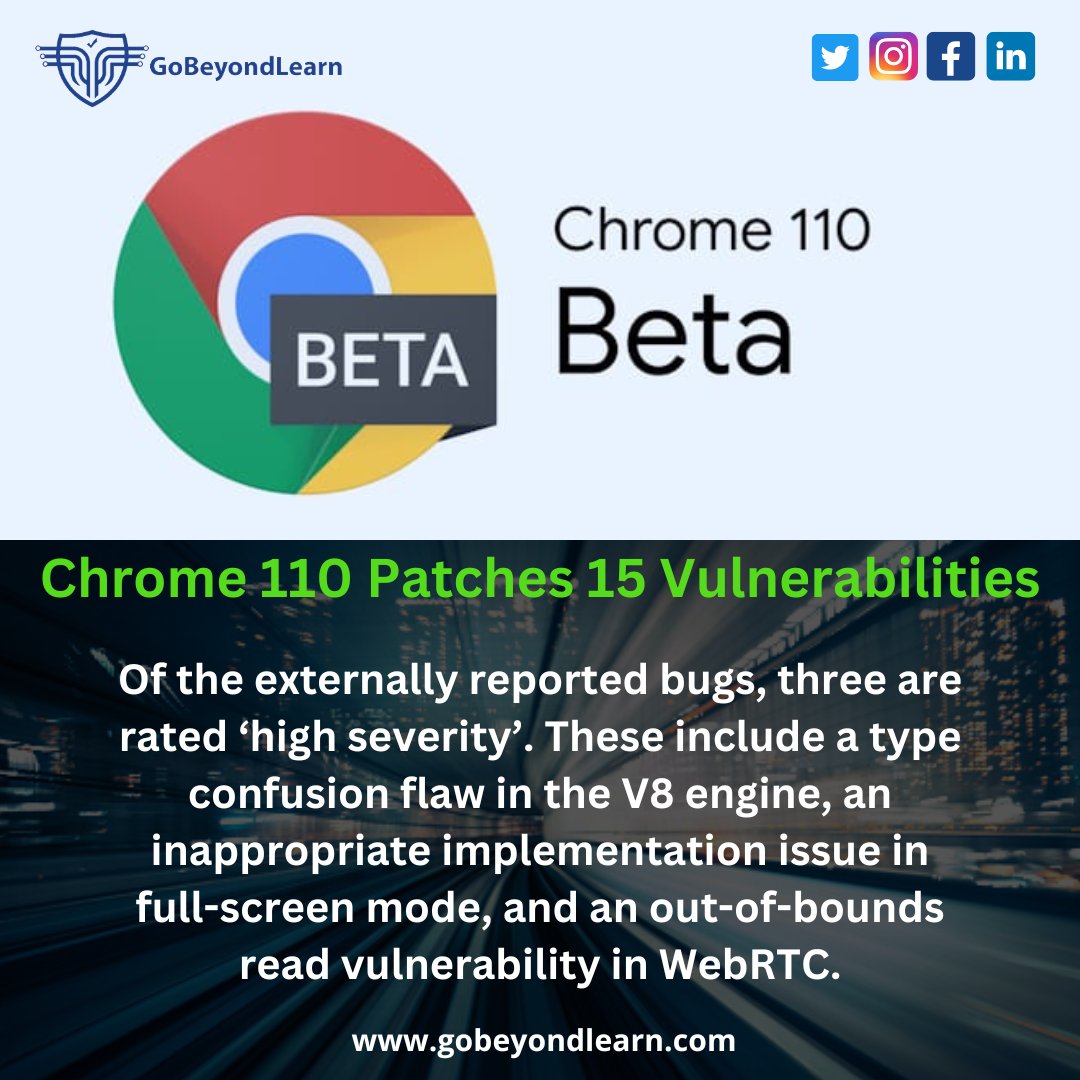 GoBeyondLearn
Chrome 110
Beta
BETA
Chrome 110 Patches 15 Vulnerabilities
Of the externally reported bugs, three are
rated ‘high severity’. These include a type
confusion flaw in the V8 engine, an
inappropriate implementation issue in
full-screen mode, and an out-of-bounds
read vulnerability in WebRTC.
www.gobeyondlearn.com